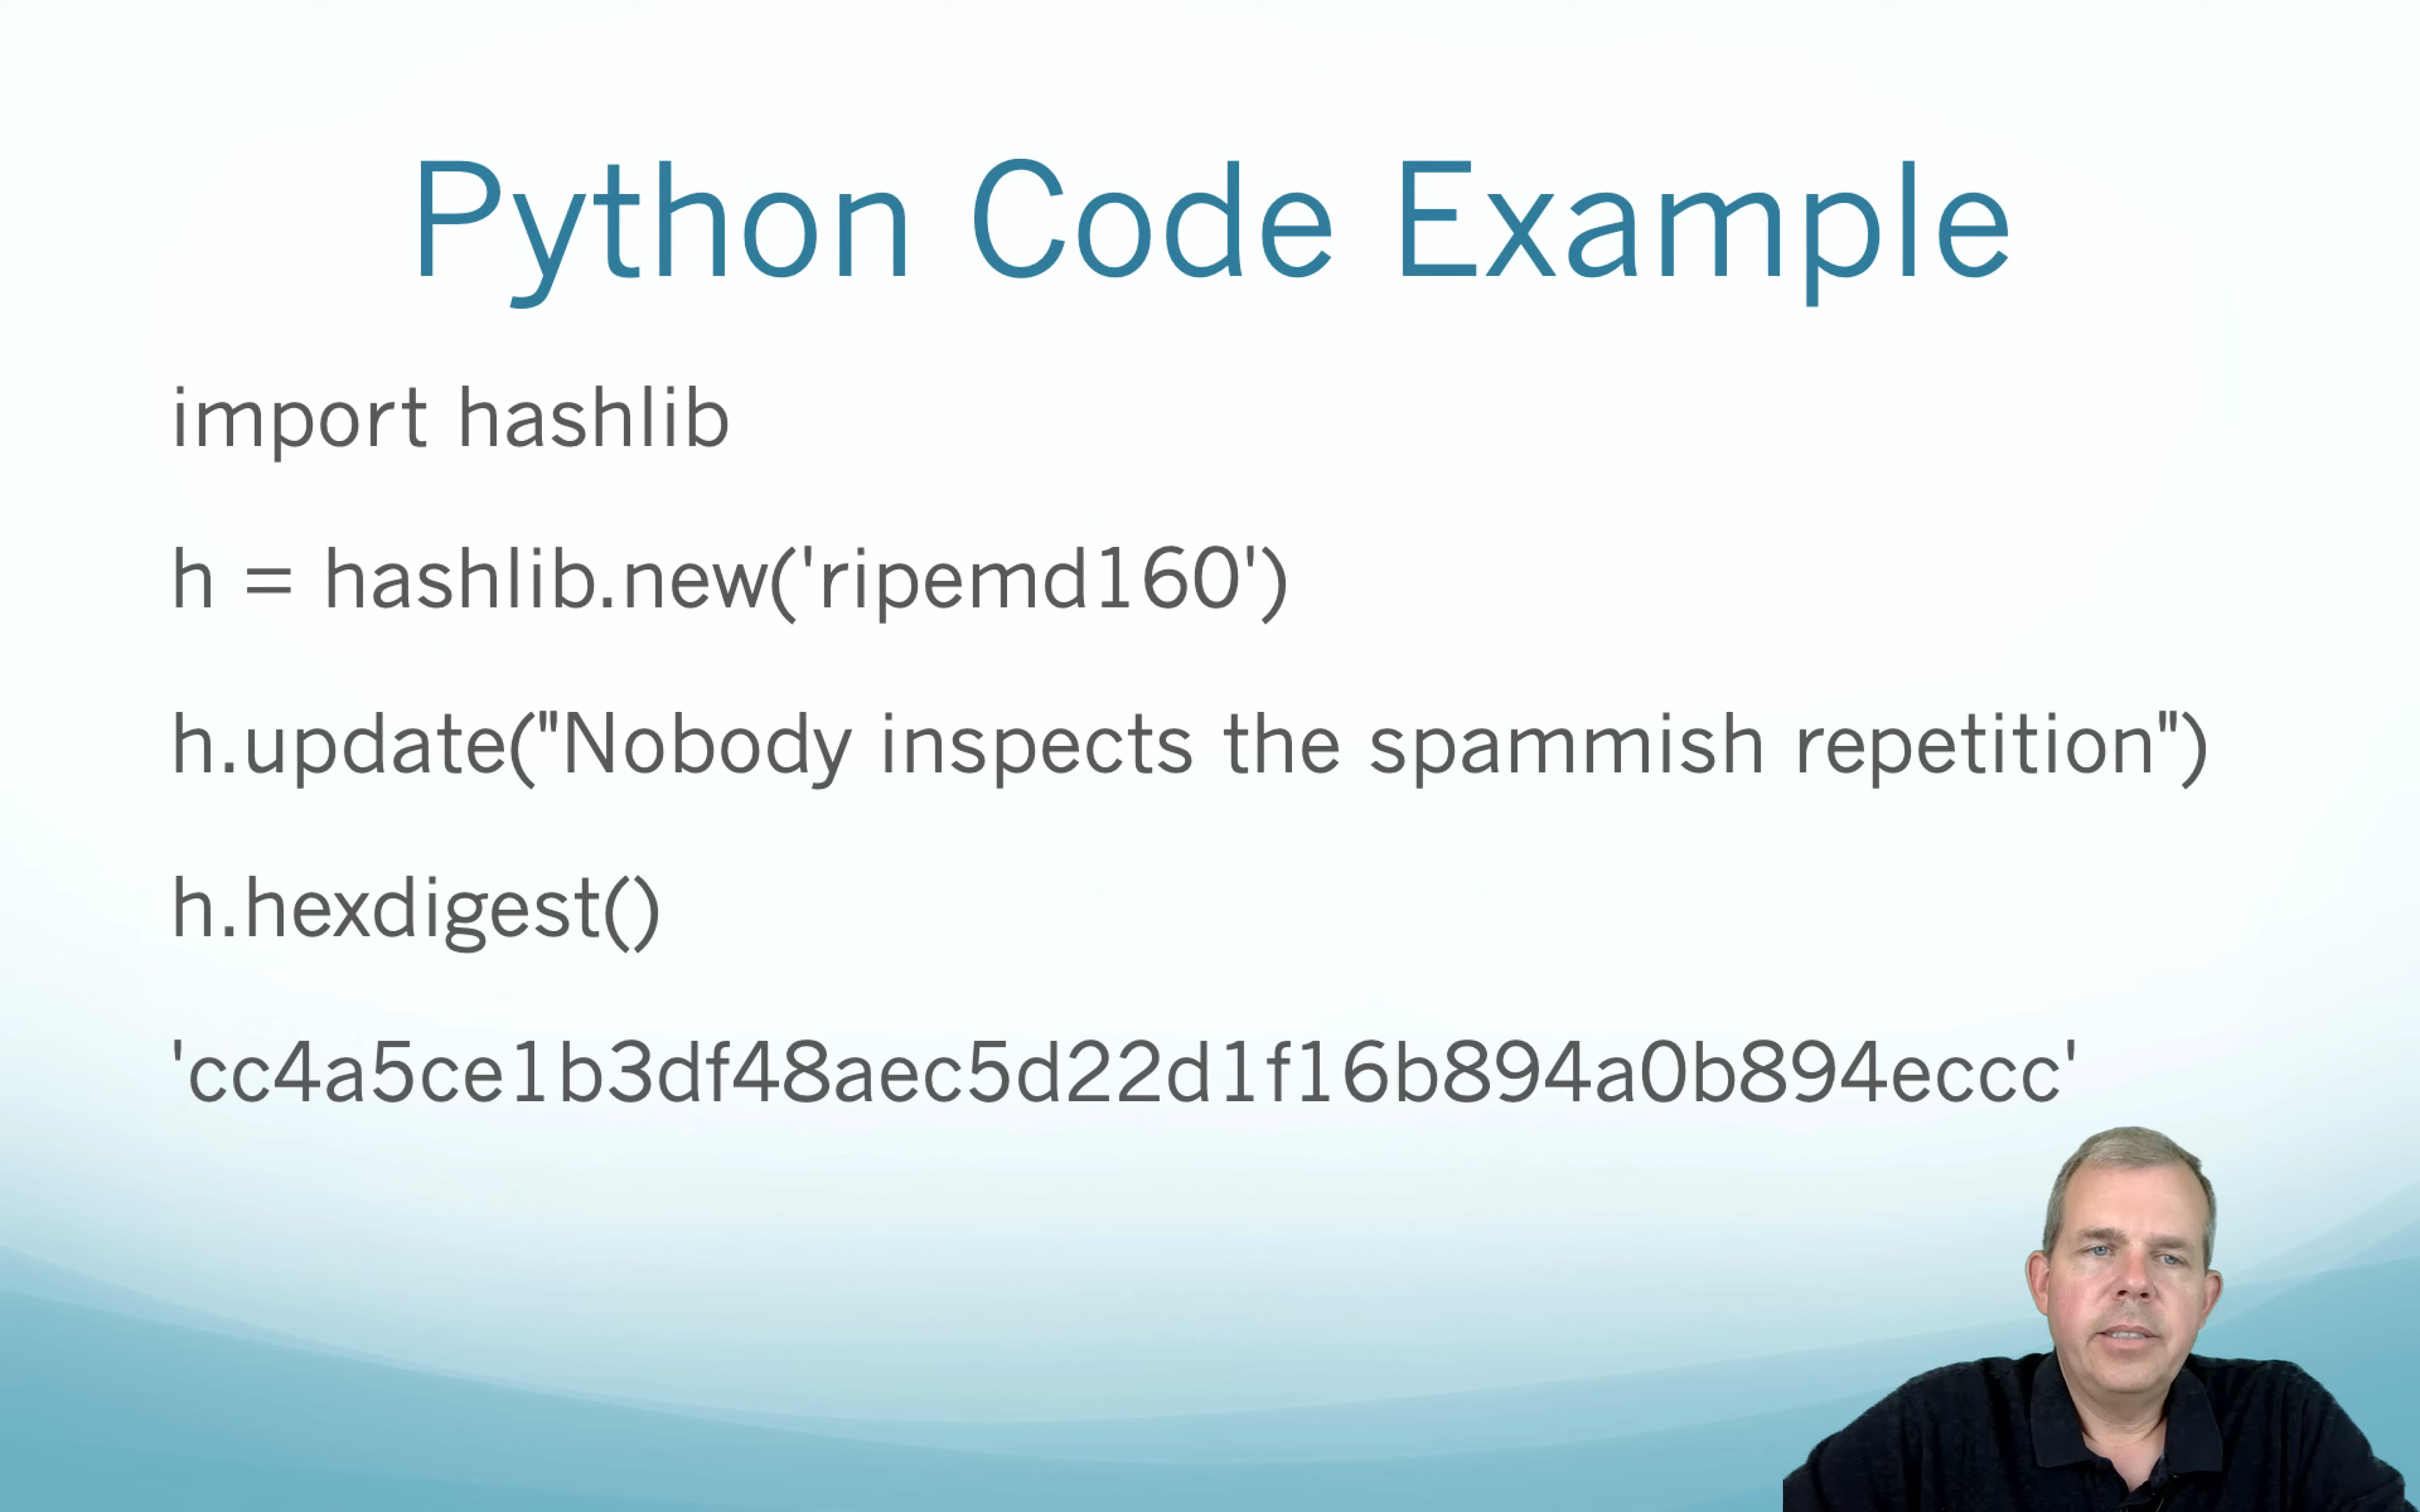 Python Code Example
import hashlib
h = hashlib.new('ripemd160')
h.update("Nobody inspects the spammish repetition")
h.hexdigest()
'cc4a5ce1b3df48aec5d22d1f16b894a0b894eccc'